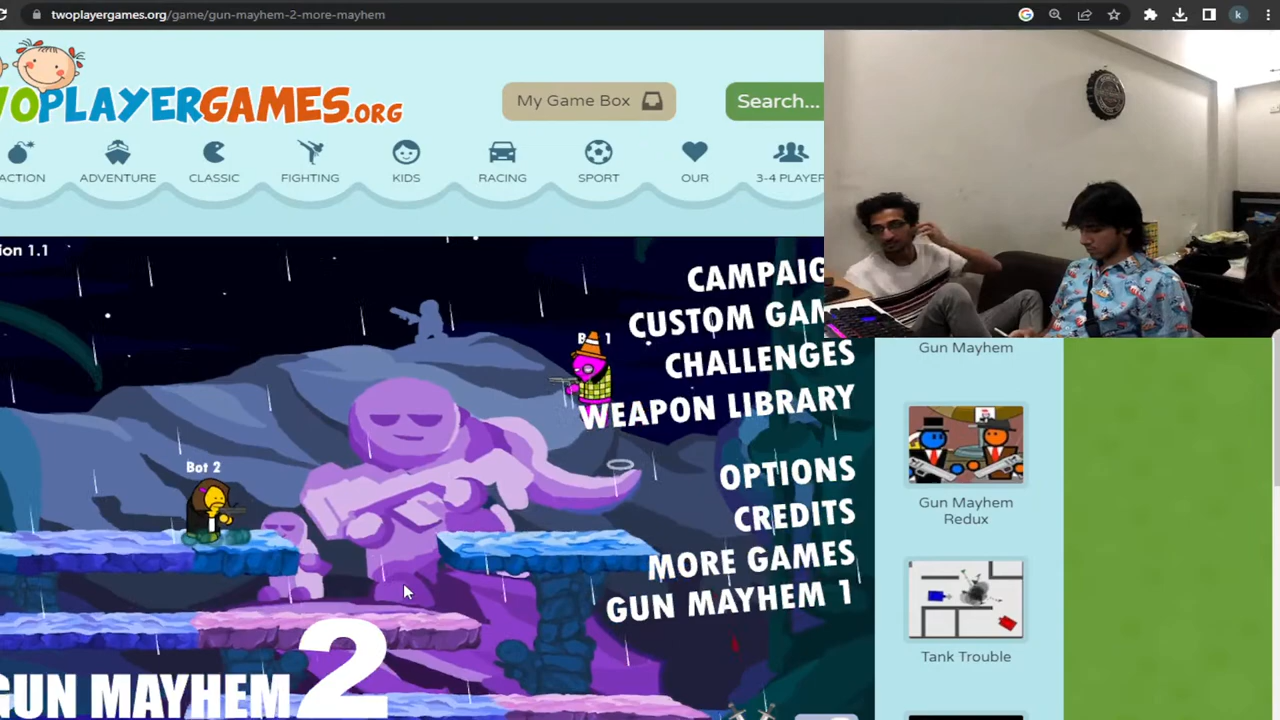 twoplayergames.org/game/gun-mayhem-2-more-mayhem
k
WOPLAYERGAMES.ORG
My Game Box
Search...
ACTION
ADVENTURE
CLASSIC
FIGHTING
KIDS
RACING
SPORT
OUR
3-4 PLAYER
ion 1.1
CAMPAIG
CUSTOM GAM
CHALLENGES
WEAPON LIBRARY
OPTIONS
CREDITS
MORE GAMES
GUN MAYHEM 1
Bot 2
GUN MAYHEM 2
Gun Mayhem
Gun Mayhem
Redux
Tank Trouble